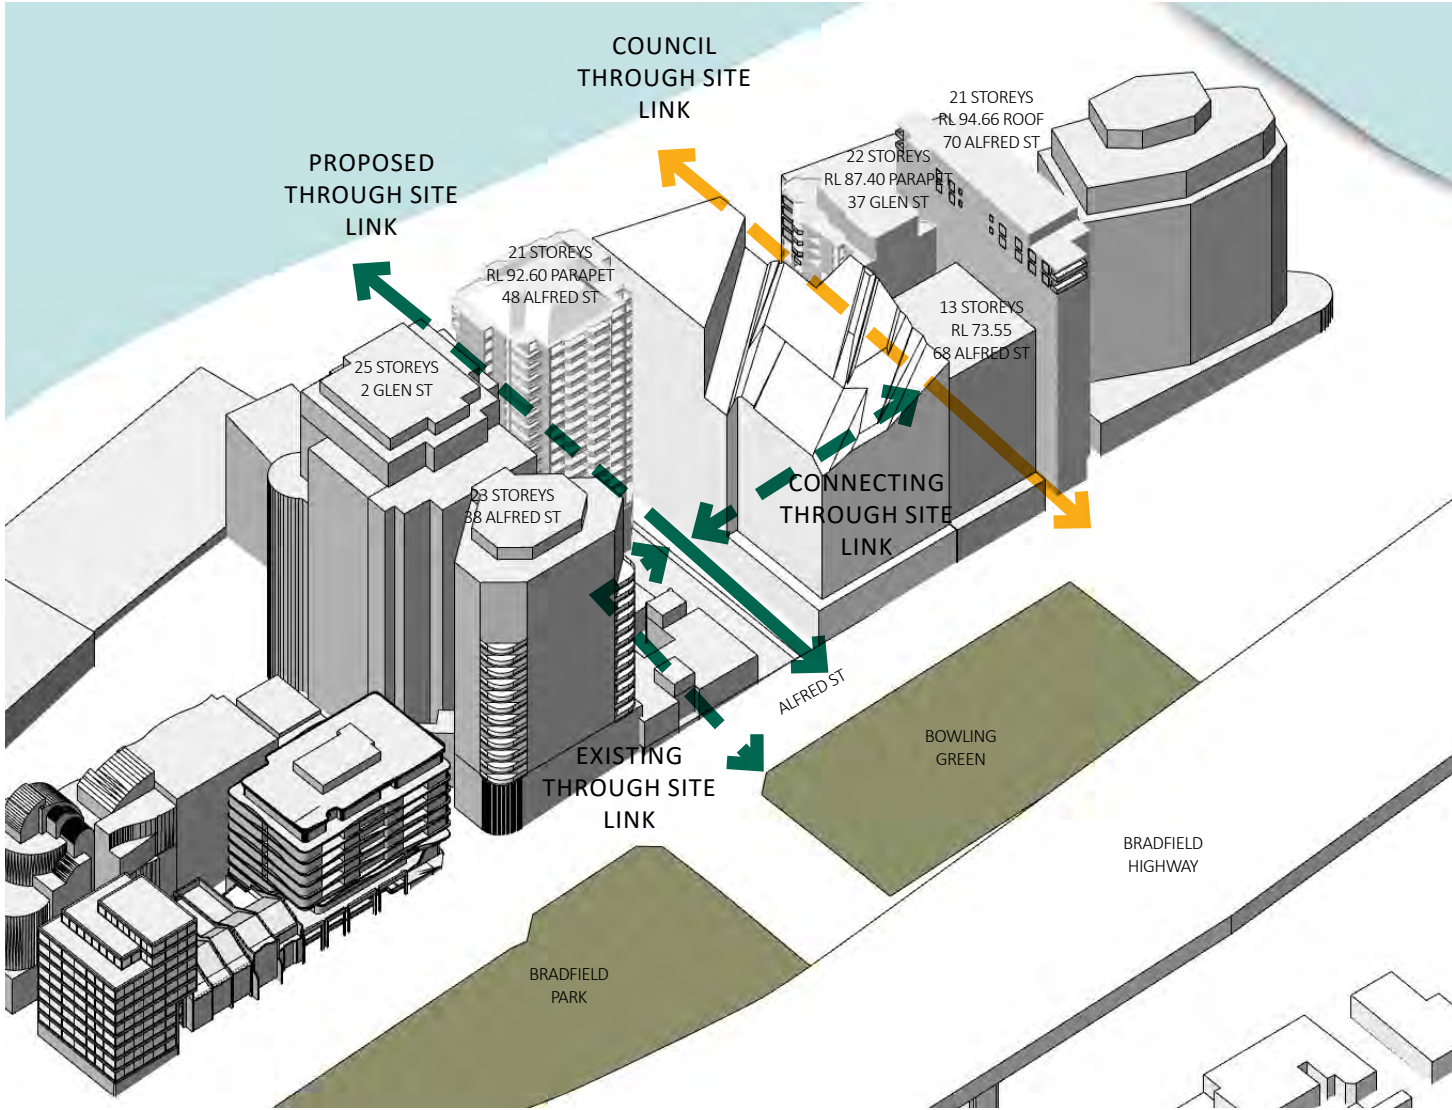 COUNCIL
THROUGH SITE
LINK
21 STOREYS
RL 94.66 ROOF
70 ALFRED ST
PROPOSED
THROUGH SITE
LINK
22 STOREYS
RL 87.40 PARAPET
37 GLEN ST
21 STOREYS
RL 92.60 PARAPET
48 ALFRED ST
13 STOREYS
RL 73.55
68 ALFRED ST
25 STOREYS
2 GLEN ST
23 STOREYS
38 ALFRED ST
CONNECTING
THROUGH SITE
LINK
ALFRED ST
EXISTING
THROUGH SITE
LINK
BOWLING
GREEN
BRADFIELD
HIGHWAY
BRADFIELD
PARK